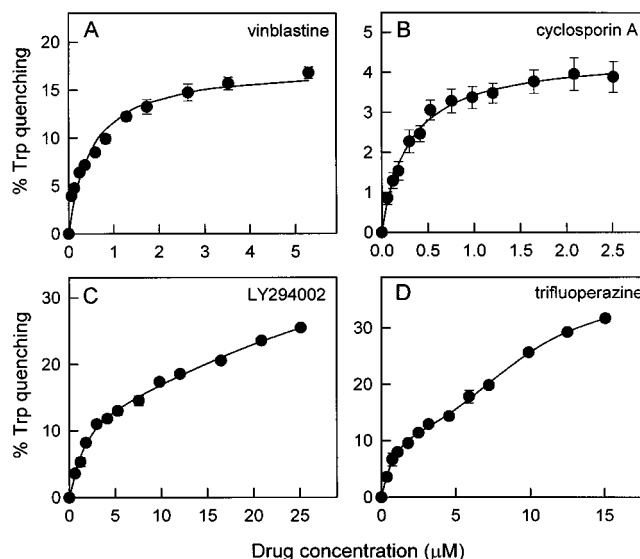 A vinblastine
% Trp quenching
20
15
10
5
0
0 1 2 3 4 5
B cyclosporin A
5
4
3
2
1
0
0.0 0.5 1.0 1.5 2.0 2.5
C LY294002
% Trp quenching
30
20
10
0
0 5 10 15 20 25
D trifluoperazine
30
20
10
0
0 5 10 15
Drug concentration (μM)